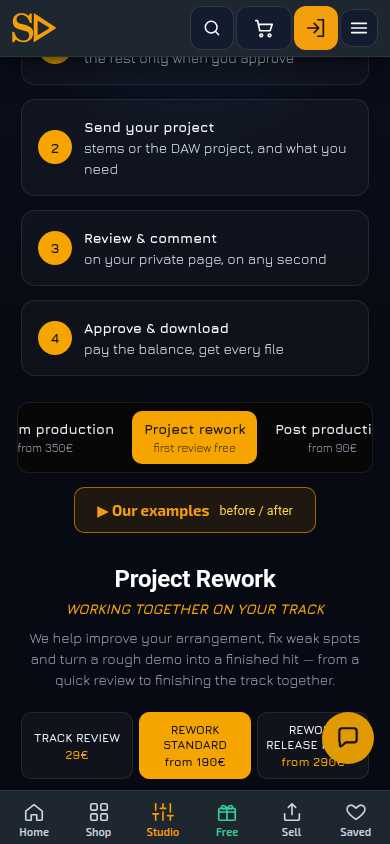 the rest only when you approve
2
Send your project
stems or the DAW project, and what you
need
3
Review & comment
on your private page, on any second
4
Approve & download
pay the balance, get every file
m production
from 350€
Project rework
first review free
Post producti
from 90€
▶ Our examples before / after
Project Rework
WORKING TOGETHER ON YOUR TRACK
We help improve your arrangement, fix weak spots
and turn a rough demo into a finished hit — from a
quick review to finishing the track together.
TRACK REVIEW
29€
REWORK
STANDARD
from 190€
REWO
RELEASE
from 290€
Home
Shop
Studio
Free
Sell
Saved